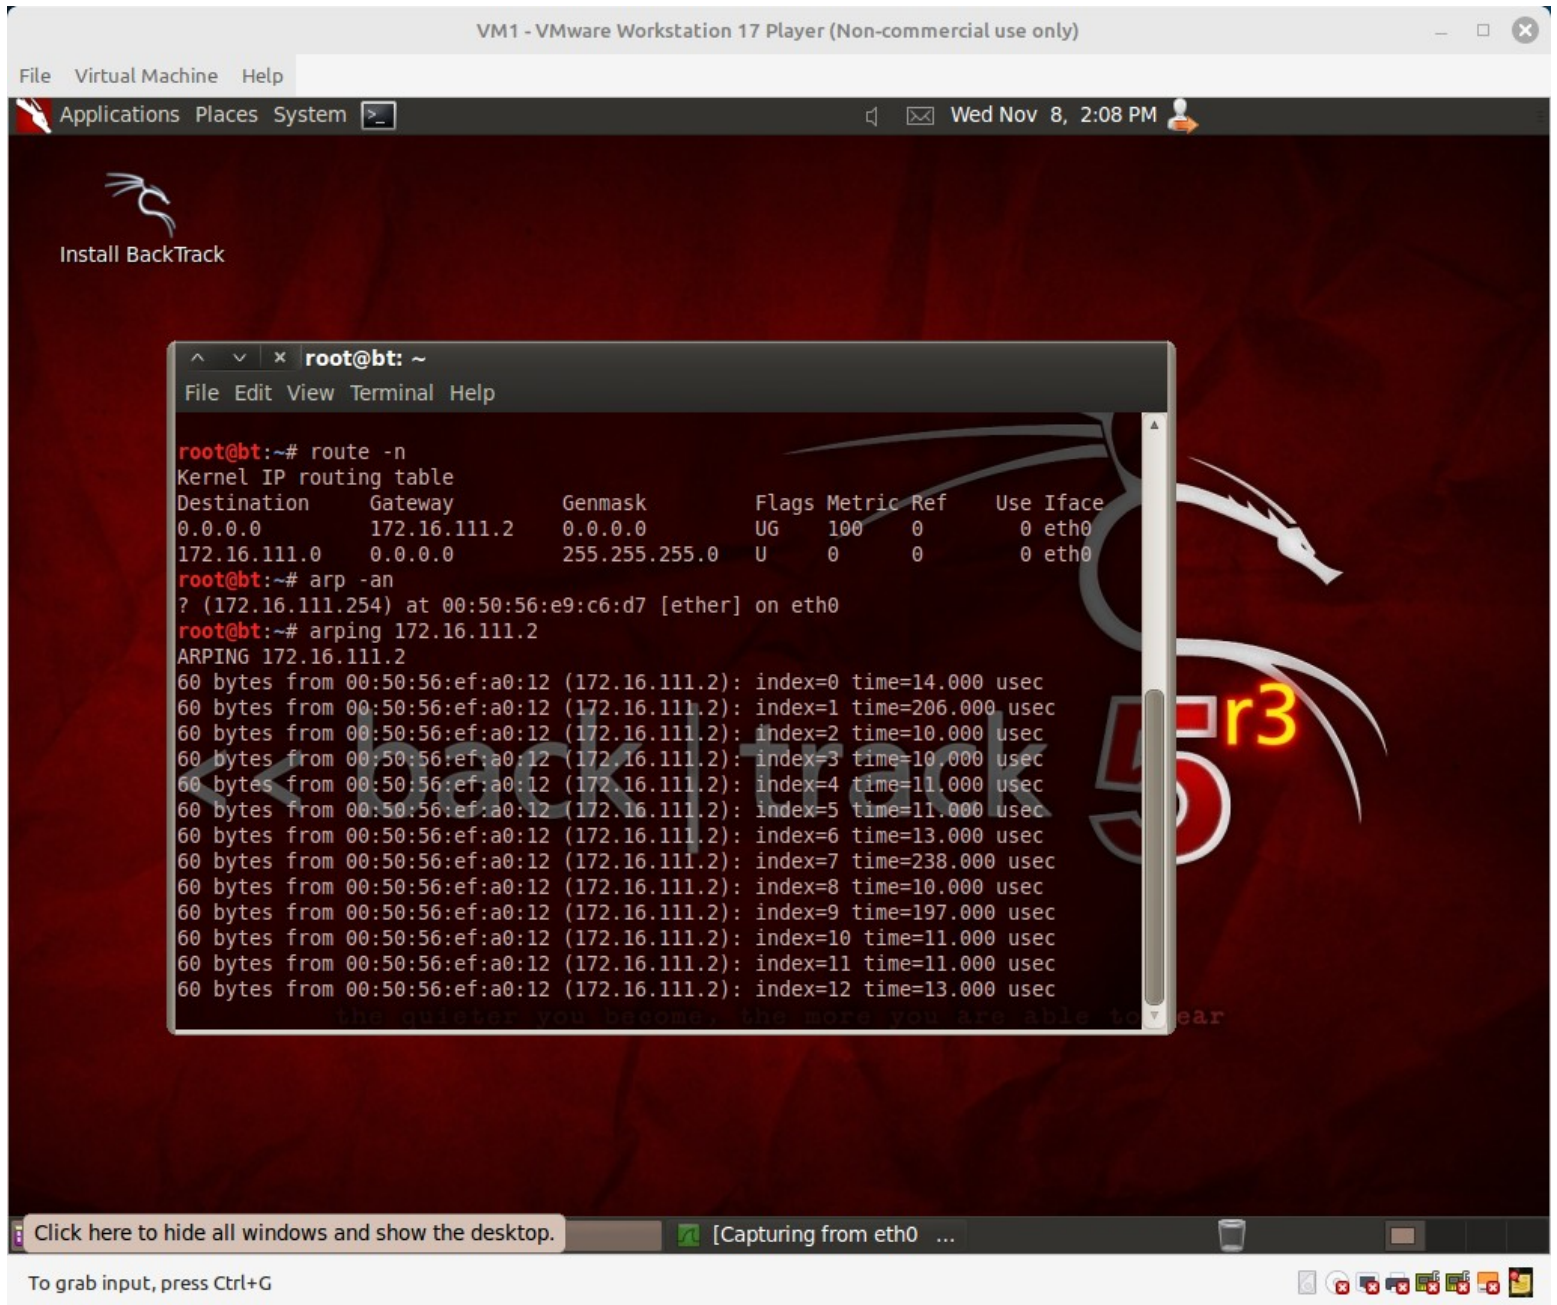 VM1 - VMware Workstation 17 Player (Non-commercial use only)
File Virtual Machine Help
Applications Places System Wed Nov 8, 2:08 PM
Install BackTrack
root@bt: ~
File Edit View Terminal Help
root@bt:~# route -n
Kernel IP routing table
Destination Gateway Genmask Flags Metric Ref Use Iface
0.0.0.0 172.16.111.2 0.0.0.0 UG 100 0 0 eth0
172.16.111.0 0.0.0.0 255.255.255.0 U 0 0 0 eth0
root@bt:~# arp -an
? (172.16.111.254) at 00:50:56:e9:c6:d7 [ether] on eth0
root@bt:~# arping 172.16.111.2
ARPING 172.16.111.2
60 bytes from 00:50:56:ef:a0:12 (172.16.111.2): index=0 time=14.000 usec
60 bytes from 00:50:56:ef:a0:12 (172.16.111.2): index=1 time=206.000 usec
60 bytes from 00:50:56:ef:a0:12 (172.16.111.2): index=2 time=10.000 usec
60 bytes from 00:50:56:ef:a0:12 (172.16.111.2): index=3 time=10.000 usec
60 bytes from 00:50:56:ef:a0:12 (172.16.111.2): index=4 time=11.000 usec
60 bytes from 00:50:56:ef:a0:12 (172.16.111.2): index=5 time=11.000 usec
60 bytes from 00:50:56:ef:a0:12 (172.16.111.2): index=6 time=13.000 usec
60 bytes from 00:50:56:ef:a0:12 (172.16.111.2): index=7 time=238.000 usec
60 bytes from 00:50:56:ef:a0:12 (172.16.111.2): index=8 time=10.000 usec
60 bytes from 00:50:56:ef:a0:12 (172.16.111.2): index=9 time=197.000 usec
60 bytes from 00:50:56:ef:a0:12 (172.16.111.2): index=10 time=11.000 usec
60 bytes from 00:50:56:ef:a0:12 (172.16.111.2): index=11 time=11.000 usec
60 bytes from 00:50:56:ef:a0:12 (172.16.111.2): index=12 time=13.000 usec
<< back|track 5 r3
the quieter you become, the more you are able to hear
Click here to hide all windows and show the desktop.
[Capturing from eth0 ...
To grab input, press Ctrl+G